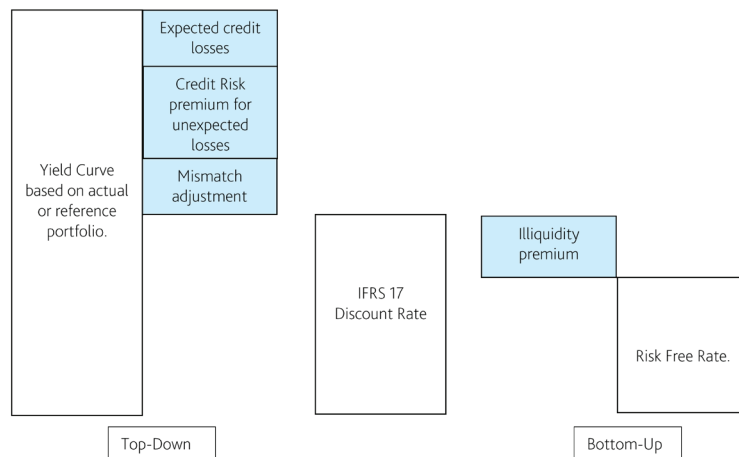 Expected credit
losses
Credit Risk
premium for
unexpected
losses
Mismatch
adjustment
Yield Curve
based on actual
or reference
portfolio.
IFRS 17
Discount Rate
Illiquidity
premium
Risk Free Rate.
Top-Down
Bottom-Up